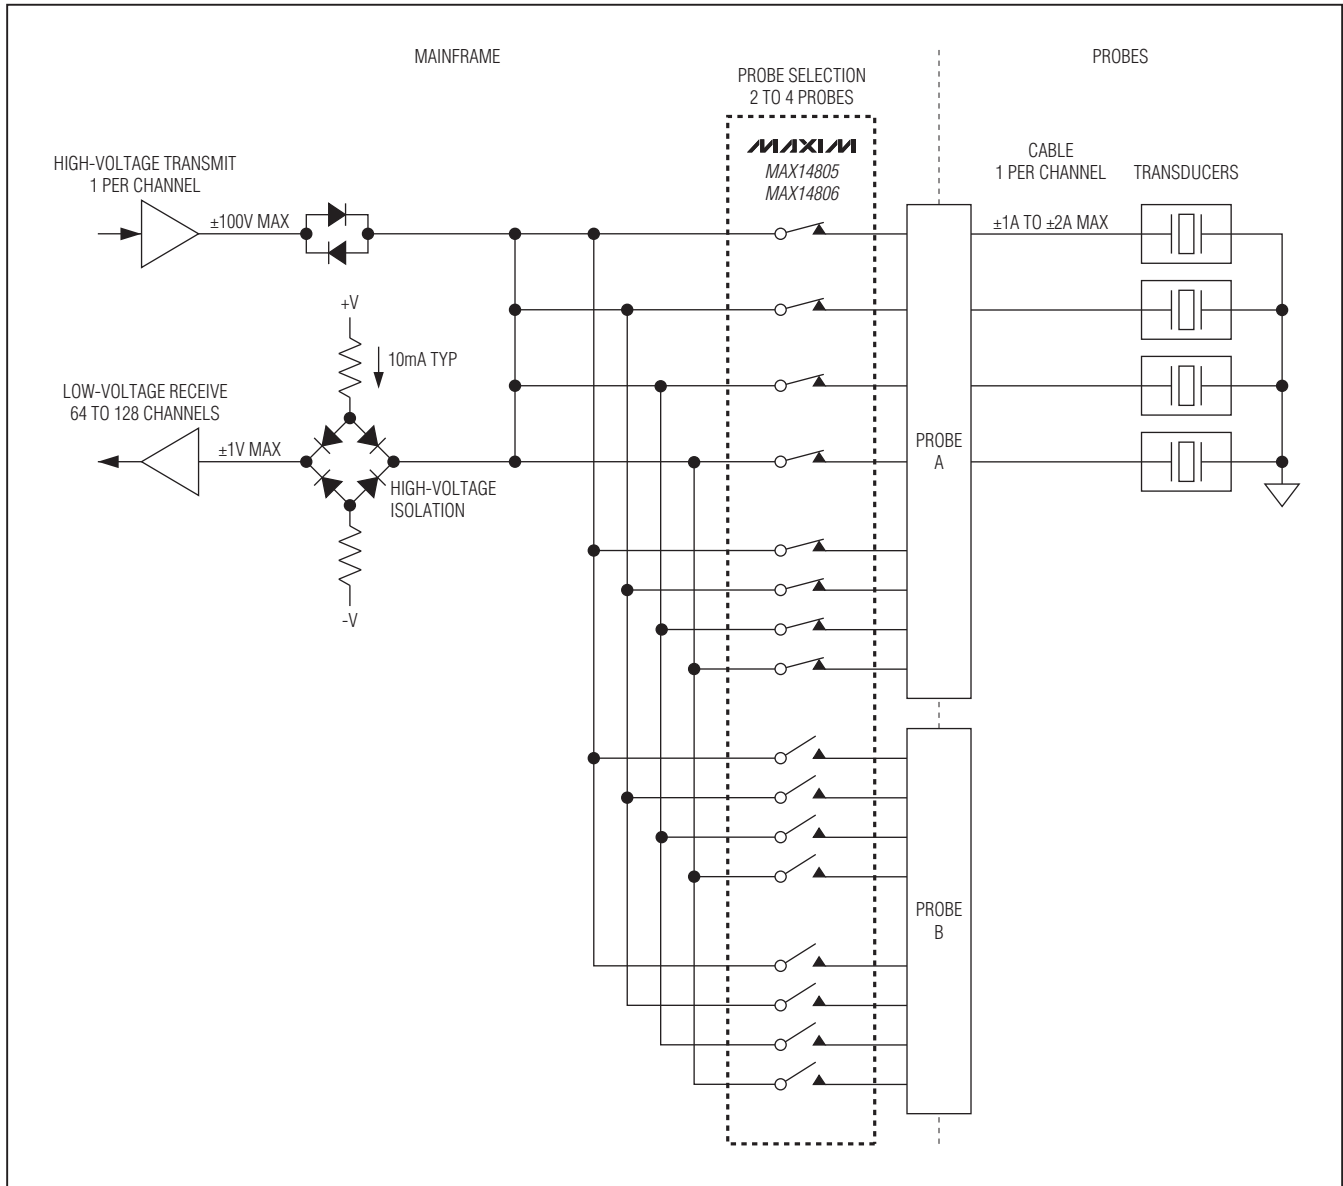 MAINFRAME
PROBES
PROBE SELECTION
2 TO 4 PROBES
MAXIM
MAX14805
MAX14806
HIGH-VOLTAGE TRANSMIT
1 PER CHANNEL
±100V MAX
CABLE
1 PER CHANNEL
TRANSDUCERS
±1A TO ±2A MAX
+V
10mA TYP
LOW-VOLTAGE RECEIVE
64 TO 128 CHANNELS
±1V MAX
HIGH-VOLTAGE
ISOLATION
-V
PROBE
A
PROBE
B